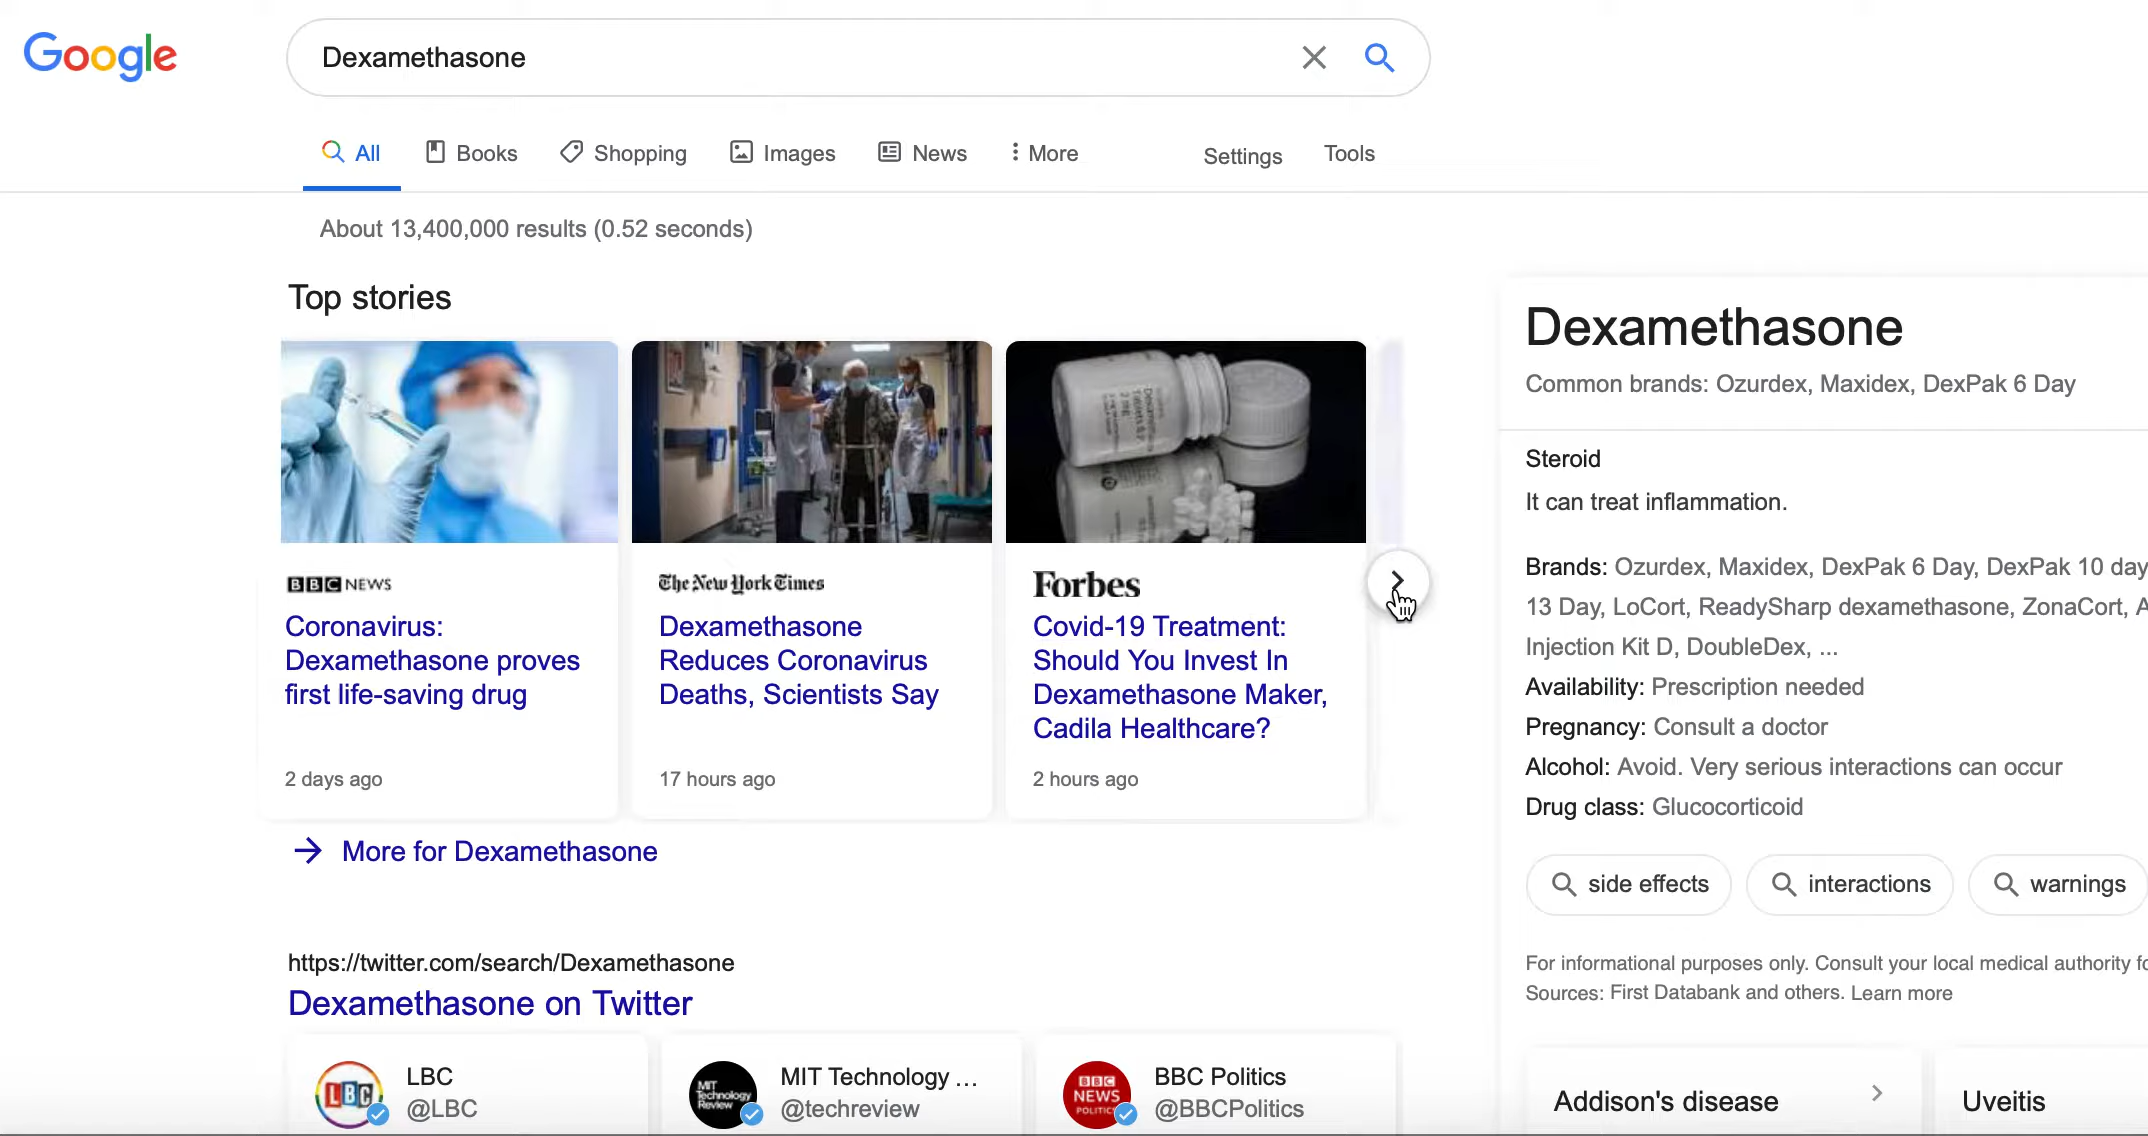 Google
Dexamethasone
All
Books
Shopping
Images
News
More
Settings
Tools
About 13,400,000 results (0.52 seconds)
Top stories
BBC NEWS
Coronavirus:
Dexamethasone proves
first life-saving drug
2 days ago
The New York Times
Dexamethasone
Reduces Coronavirus
Deaths, Scientists Say
17 hours ago
Forbes
Covid-19 Treatment:
Should You Invest In
Dexamethasone Maker,
Cadila Healthcare?
2 hours ago
More for Dexamethasone
https://twitter.com/search/Dexamethasone
Dexamethasone on Twitter
LBC
LBC
@LBC
MIT
Technology
Review
MIT Technology ...
@techreview
BBC
NEWS
POLITICS
BBC Politics
@BBCPolitics
Dexamethasone
Common brands: Ozurdex, Maxidex, DexPak 6 Day
Steroid
It can treat inflammation.
Brands: Ozurdex, Maxidex, DexPak 6 Day, DexPak 10 day
13 Day, LoCort, ReadySharp dexamethasone, ZonaCort, A
Injection Kit D, DoubleDex, ...
Availability: Prescription needed
Pregnancy: Consult a doctor
Alcohol: Avoid. Very serious interactions can occur
Drug class: Glucocorticoid
side effects
interactions
warnings
For informational purposes only. Consult your local medical authority fo
Sources: First Databank and others. Learn more
Addison's disease
Uveitis